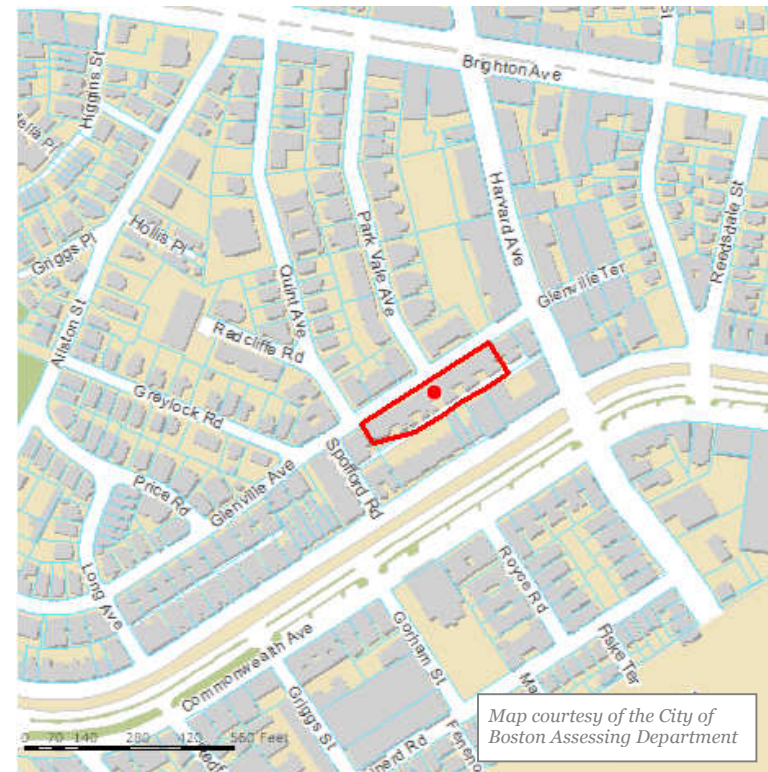 Higgins St
Brighton Ave
Harvard Ave
Reedsdale St
Hollis Pl
Griggs Pl
Park Vale Ave
Quint Ave
Glenville Ter
Allston St
Radcliffe Rd
Greylock Rd
Spofford Rd
Glenville Ave
Price Rd
Long Ave
Royce Rd
Commonwealth Ave
Gorham St
Fiske Ter
Griggs St
0 70 140 280 420 560 Feet
Map courtesy of the City of
Boston Assessing Department